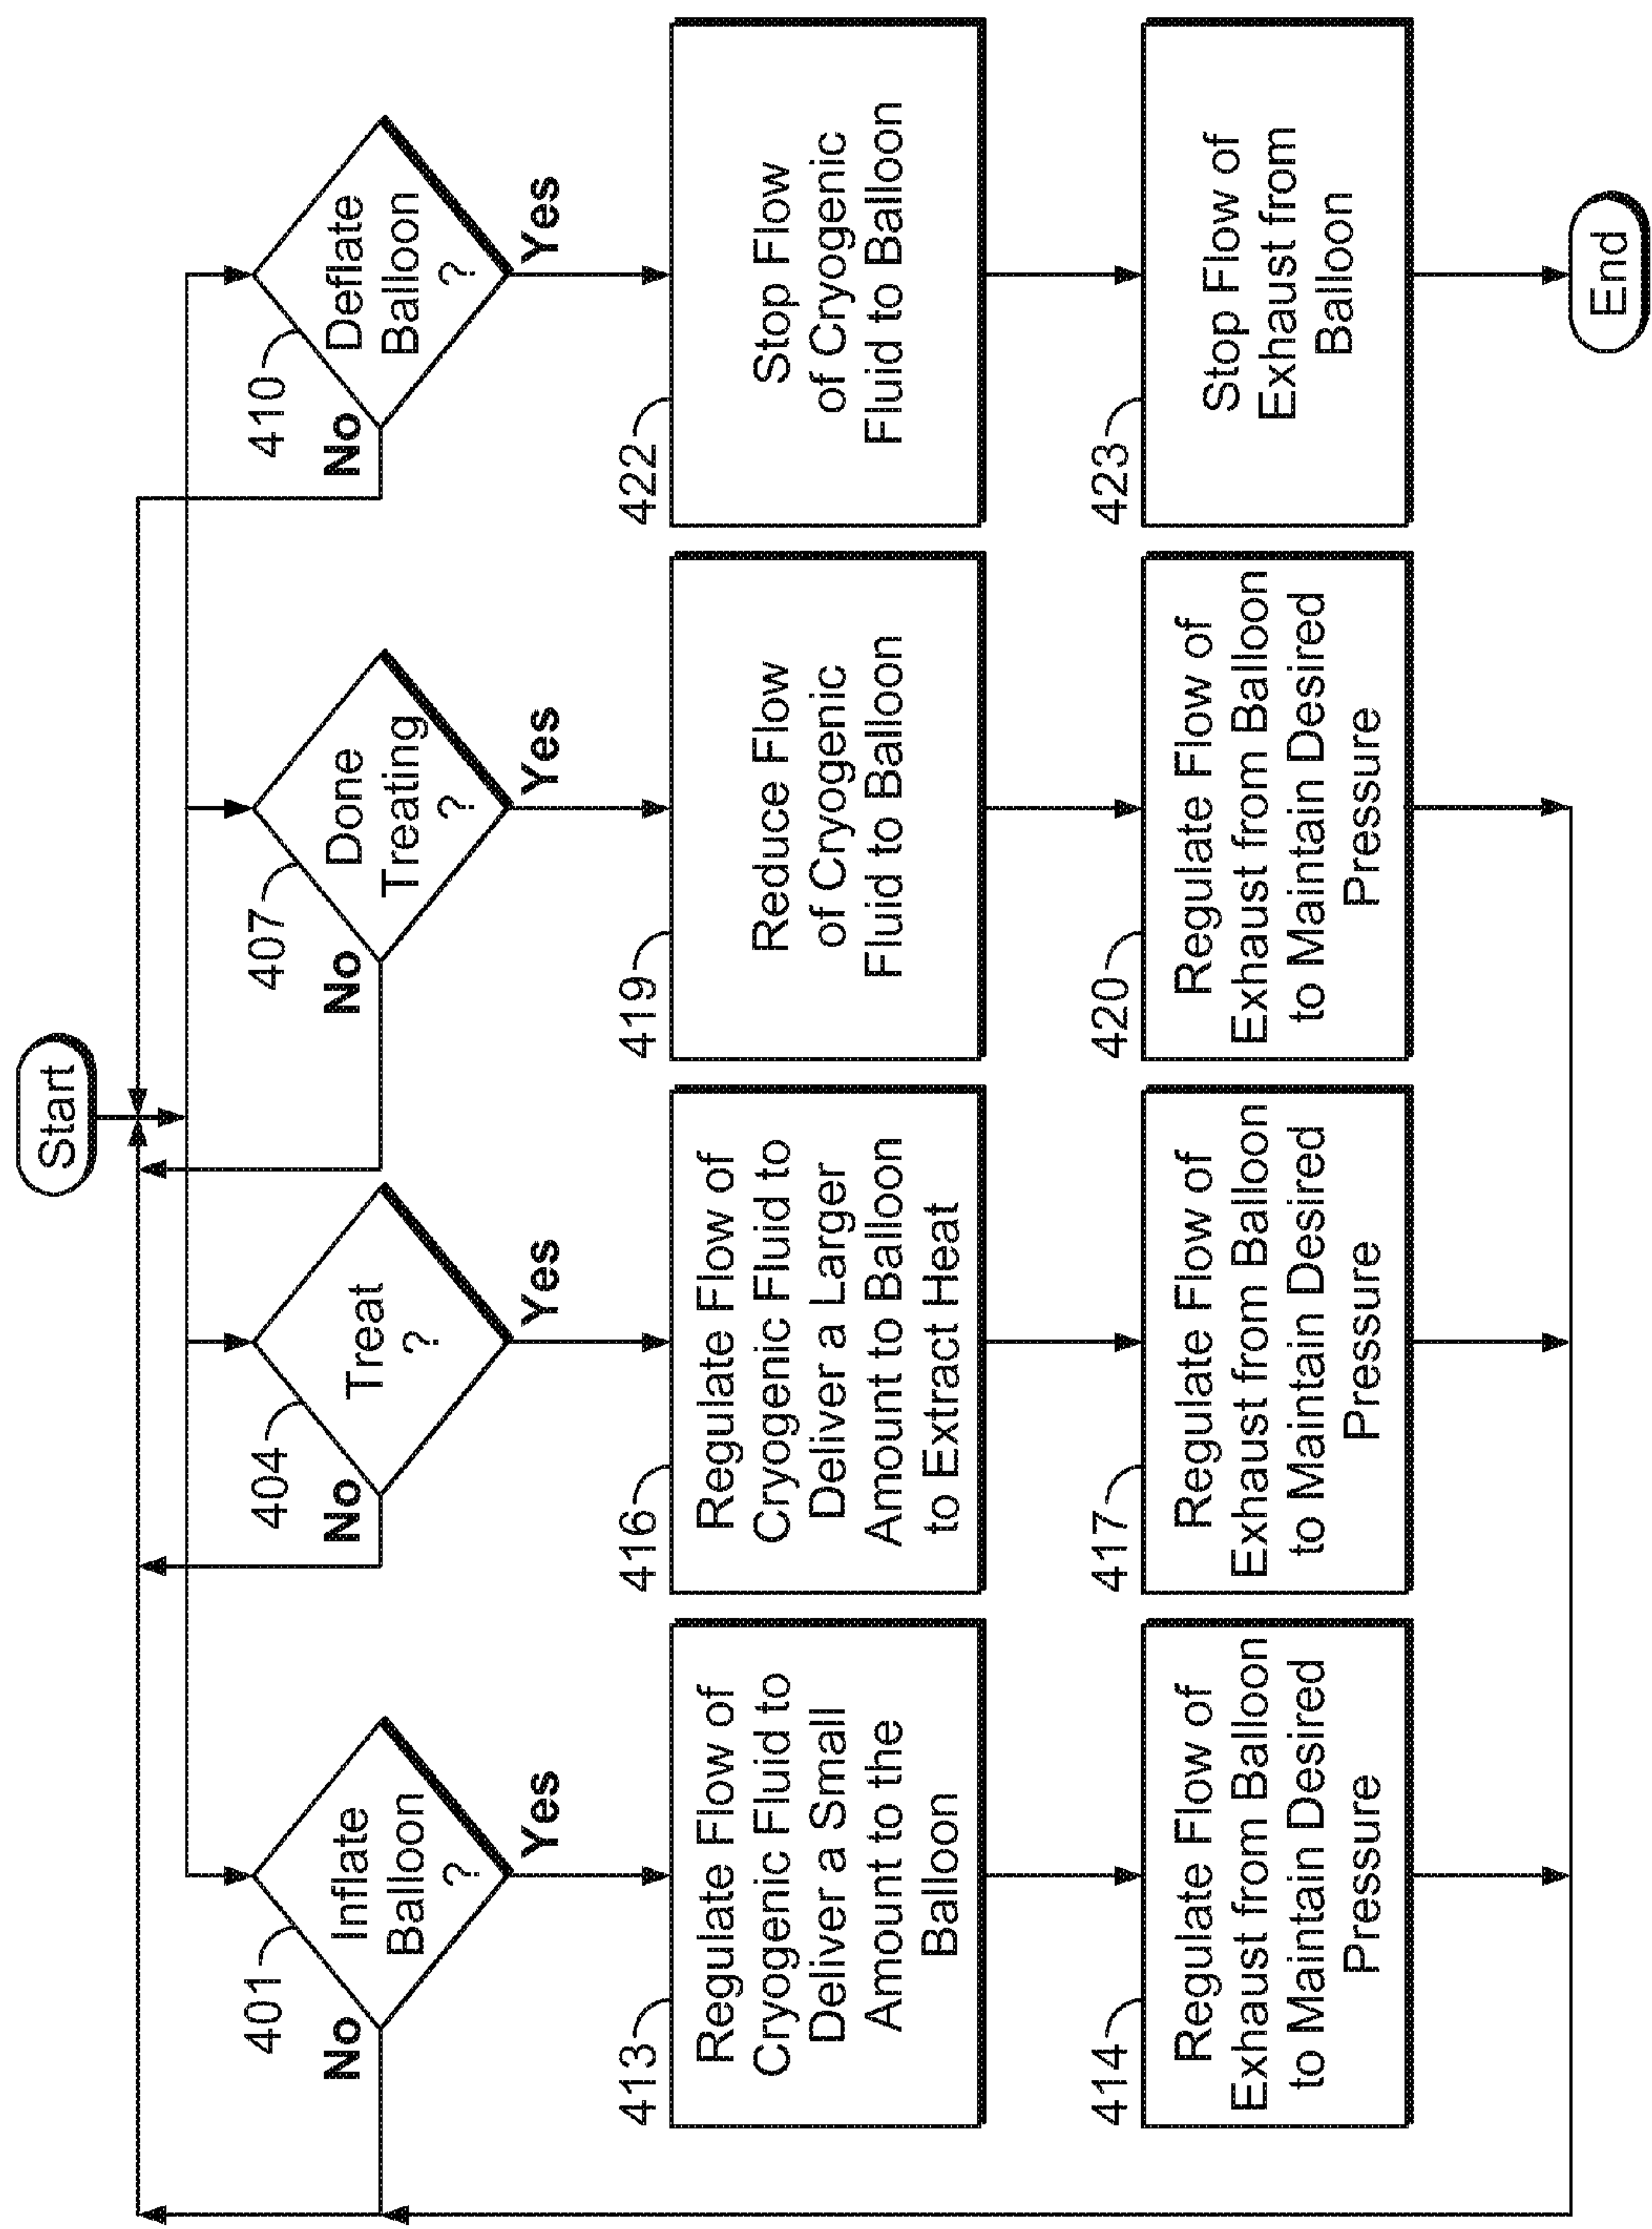 Start
401
Inflate
Balloon
?
No
Yes
404
Treat
?
No
Yes
407
Done
Treating
?
No
Yes
410
Deflate
Balloon
?
No
Yes
413
Regulate Flow of
Cryogenic Fluid to
Deliver a Small
Amount to the
Balloon
416
Regulate Flow of
Cryogenic Fluid to
Deliver a Larger
Amount to Balloon
to Extract Heat
419
Reduce Flow
of Cryogenic
Fluid to Balloon
422
Stop Flow
of Cryogenic
Fluid to Balloon
414
Regulate Flow of
Exhaust from Balloon
to Maintain Desired
Pressure
417
Regulate Flow of
Exhaust from Balloon
to Maintain Desired
Pressure
420
Regulate Flow of
Exhaust from Balloon
to Maintain Desired
Pressure
423
Stop Flow of
Exhaust from
Balloon
End